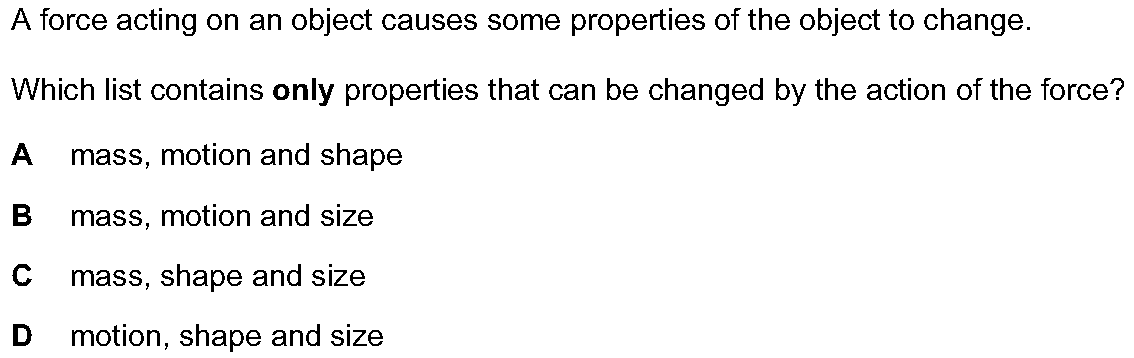 A force acting on an object causes some properties of the object to change.
Which list contains only properties that can be changed by the action of the force?
A mass, motion and shape
B mass, motion and size
C mass, shape and size
D motion, shape and size